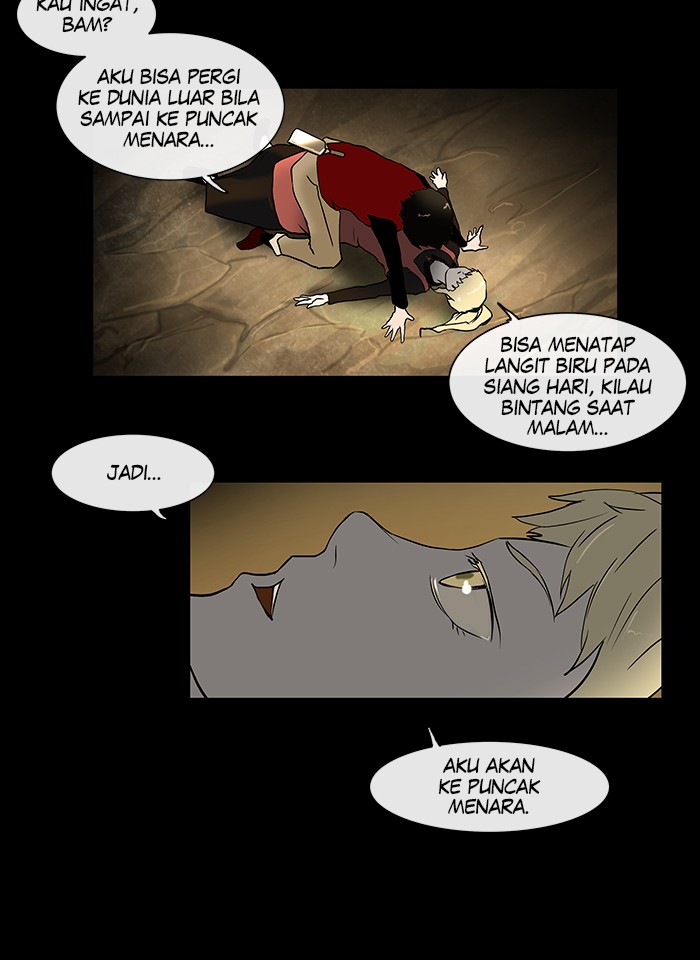 KAU INGAT,
BAM?
AKU BISA PERGI
KE DUNIA LUAR BILA
SAMPAI KE PUNCAK
MENARA...
BISA MENATAP
LANGIT BIRU PADA
SIANG HARI, KILAU
BINTANG SAAT
MALAM...
JADI...
AKU AKAN
KE PUNCAK
MENARA.